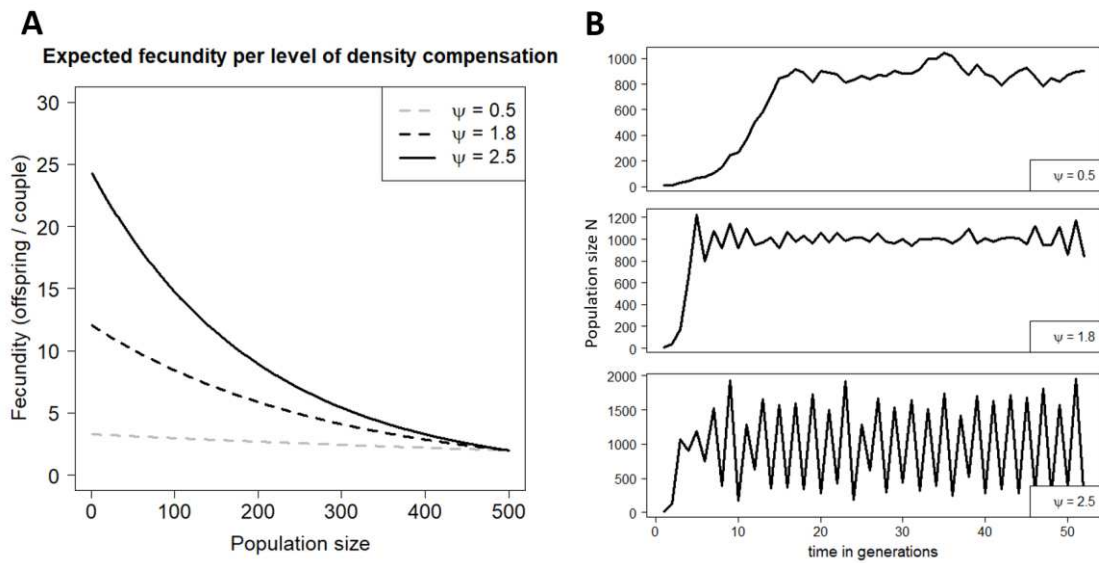 A
Expected fecundity per level of density compensation
30
25
20
15
10
5
0
Fecundity (offspring / couple)
ψ = 0.5
ψ = 1.8
ψ = 2.5
0 100 200 300 400 500
Population size
B
1000
800
600
400
200
0
ψ = 0.5
1200
1000
800
600
400
200
0
ψ = 1.8
Population size N
2000
1500
1000
500
0
ψ = 2.5
0 10 20 30 40 50
time in generations